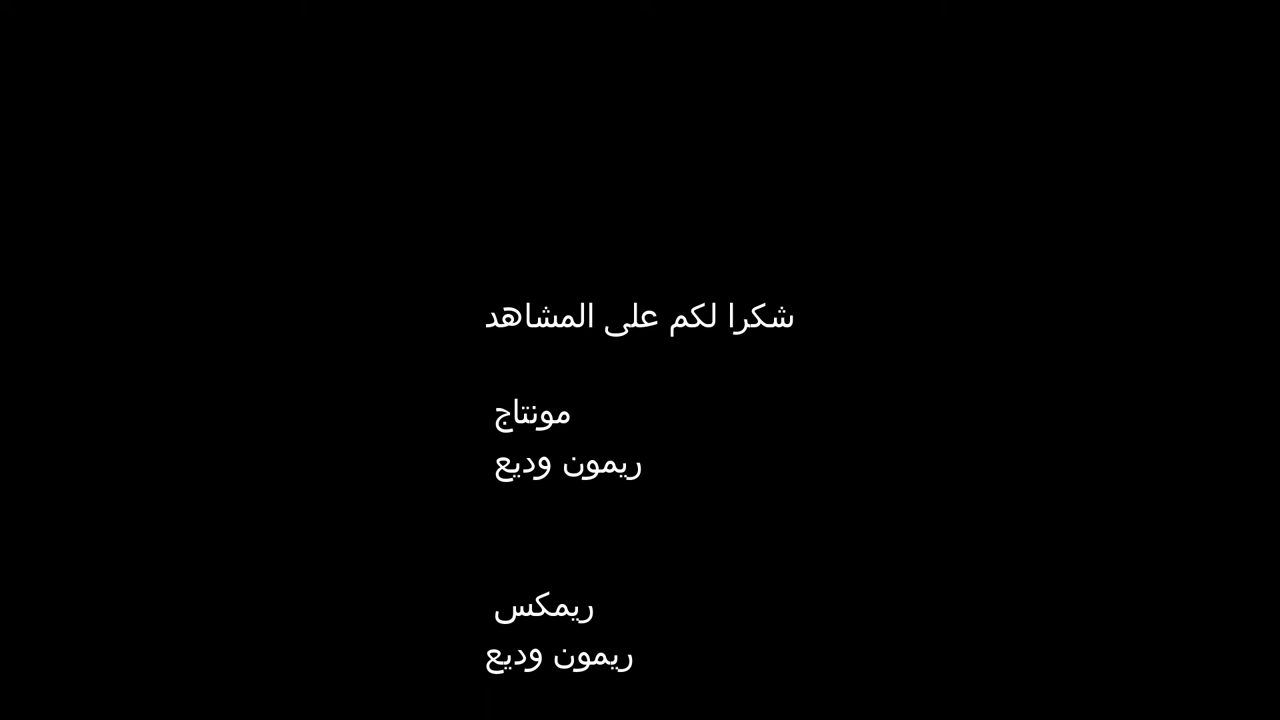 شكرا لكم على المشاهد
مونتاج
ريمون وديع
ريمكس
ريمون وديع